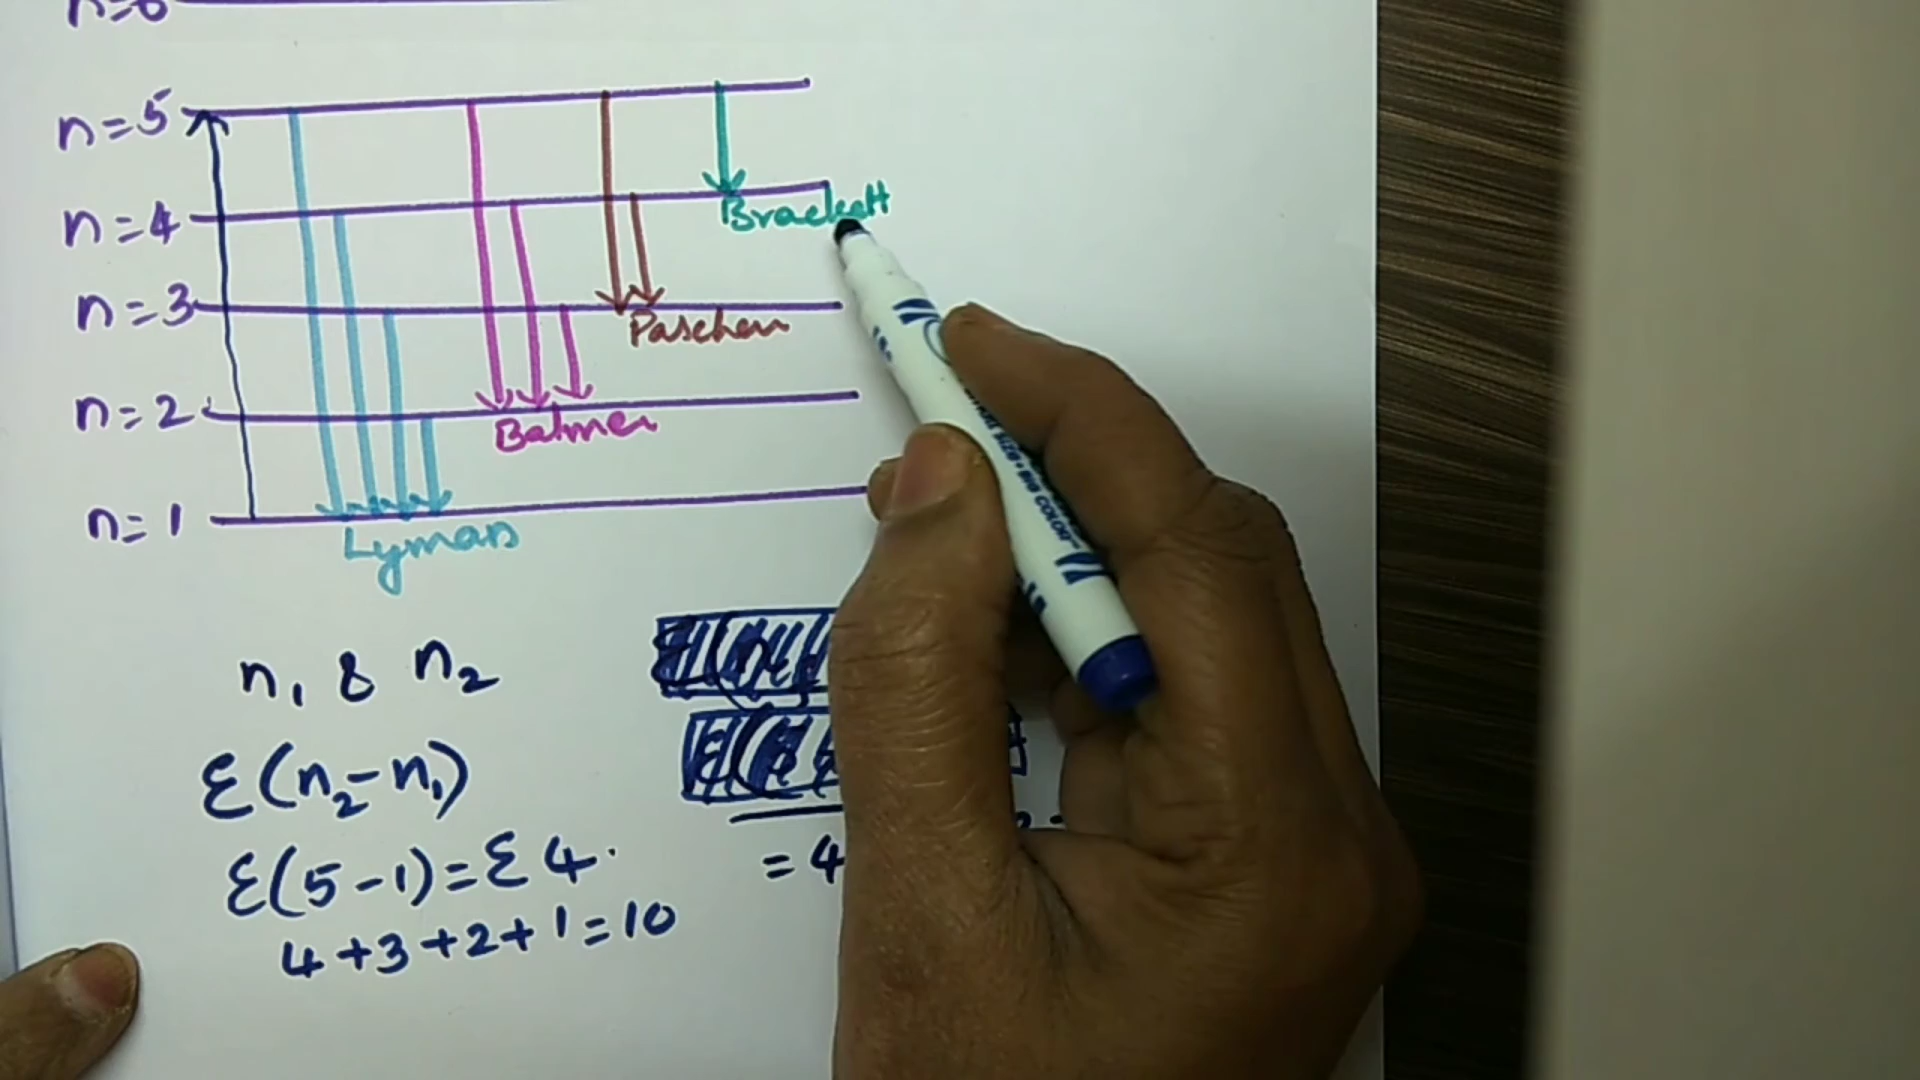 n=6
n=5
n=4
Brackett
n=3
Paschen
n=2
Balmer
n=1
Lyman
n₁ & n₂
Σ(n₂-n₁)
Σ(5-1)=Σ4.
= 4
4+3+2+1=10